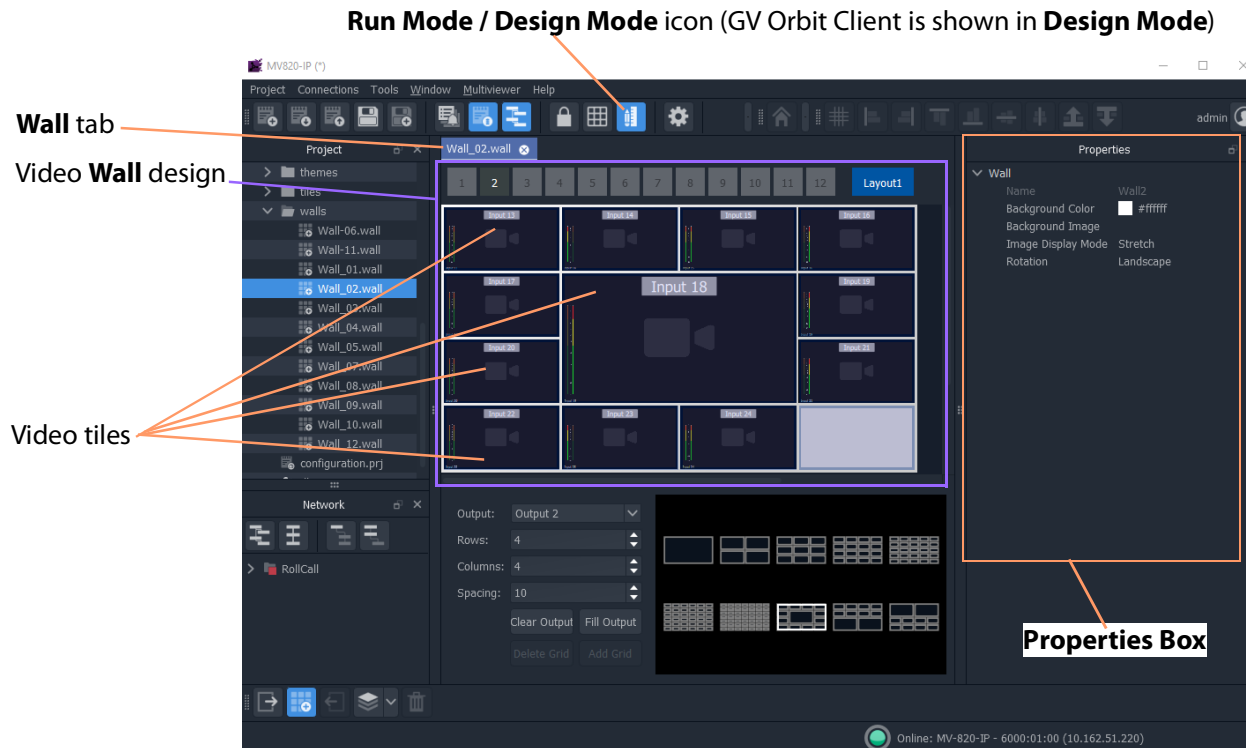 Run Mode / Design Mode icon (GV Orbit Client is shown in Design Mode)
MV820-IP (*)
Project Connections Tools Window Multiviewer Help
admin
Wall tab
Video Wall design
Video tiles
Project
themes
tiles
walls
Wall-06.wall
Wall-11.wall
Wall_01.wall
Wall_02.wall
Wall_03.wall
Wall_04.wall
Wall_05.wall
Wall_07.wall
Wall_08.wall
Wall_09.wall
Wall_10.wall
Wall_12.wall
configuration.prj
Network
RollCall
Wall_02.wall
1 2 3 4 5 6 7 8 9 10 11 12 Layout1
Input 13 Input 14 Input 15 Input 16
Input 17 Input 18 Input 19
Input 20 Input 21
Input 22 Input 23 Input 24
Output: Output 2
Rows: 4
Columns: 4
Spacing: 10
Clear Output Fill Output
Delete Grid Add Grid
Properties
Wall
Name Wall2
Background Color #ffffff
Background Image
Image Display Mode Stretch
Rotation Landscape
Properties Box
Online: MV-820-IP - 6000:01:00 (10.162.51.220)